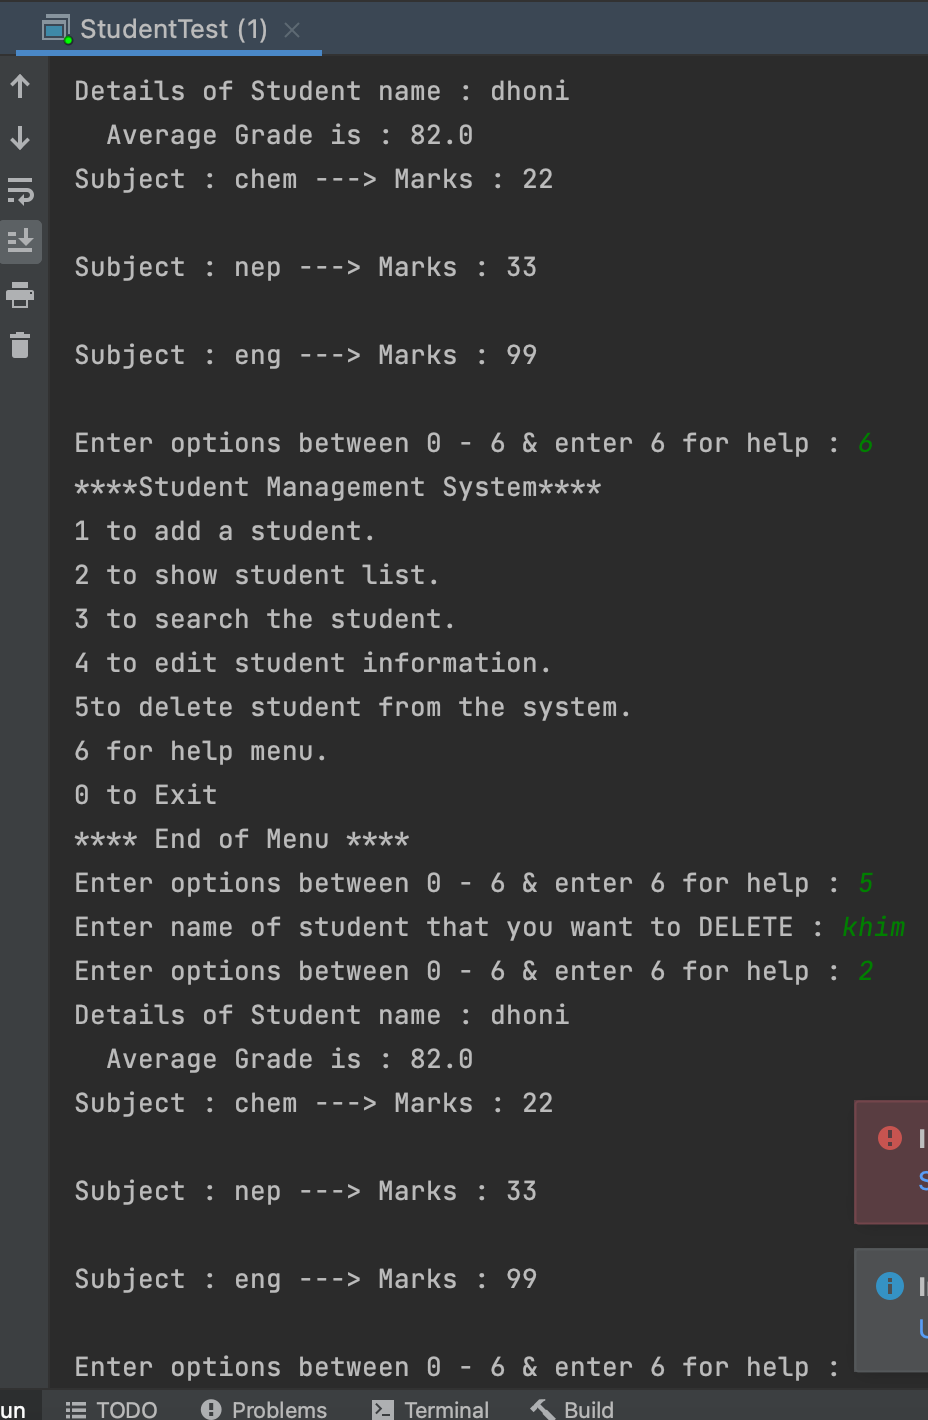 StudentTest (1)
Details of Student name : dhoni
  Average Grade is : 82.0
Subject : chem ---> Marks : 22
Subject : nep ---> Marks : 33
Subject : eng ---> Marks : 99
Enter options between 0 - 6 & enter 6 for help : 6
****Student Management System****
1 to add a student.
2 to show student list.
3 to search the student.
4 to edit student information.
5to delete student from the system.
6 for help menu.
0 to Exit
**** End of Menu ****
Enter options between 0 - 6 & enter 6 for help : 5
Enter name of student that you want to DELETE : khim
Enter options between 0 - 6 & enter 6 for help : 2
Details of Student name : dhoni
  Average Grade is : 82.0
Subject : chem ---> Marks : 22
Subject : nep ---> Marks : 33
Subject : eng ---> Marks : 99
Enter options between 0 - 6 & enter 6 for help :
un TODO Problems Terminal Build